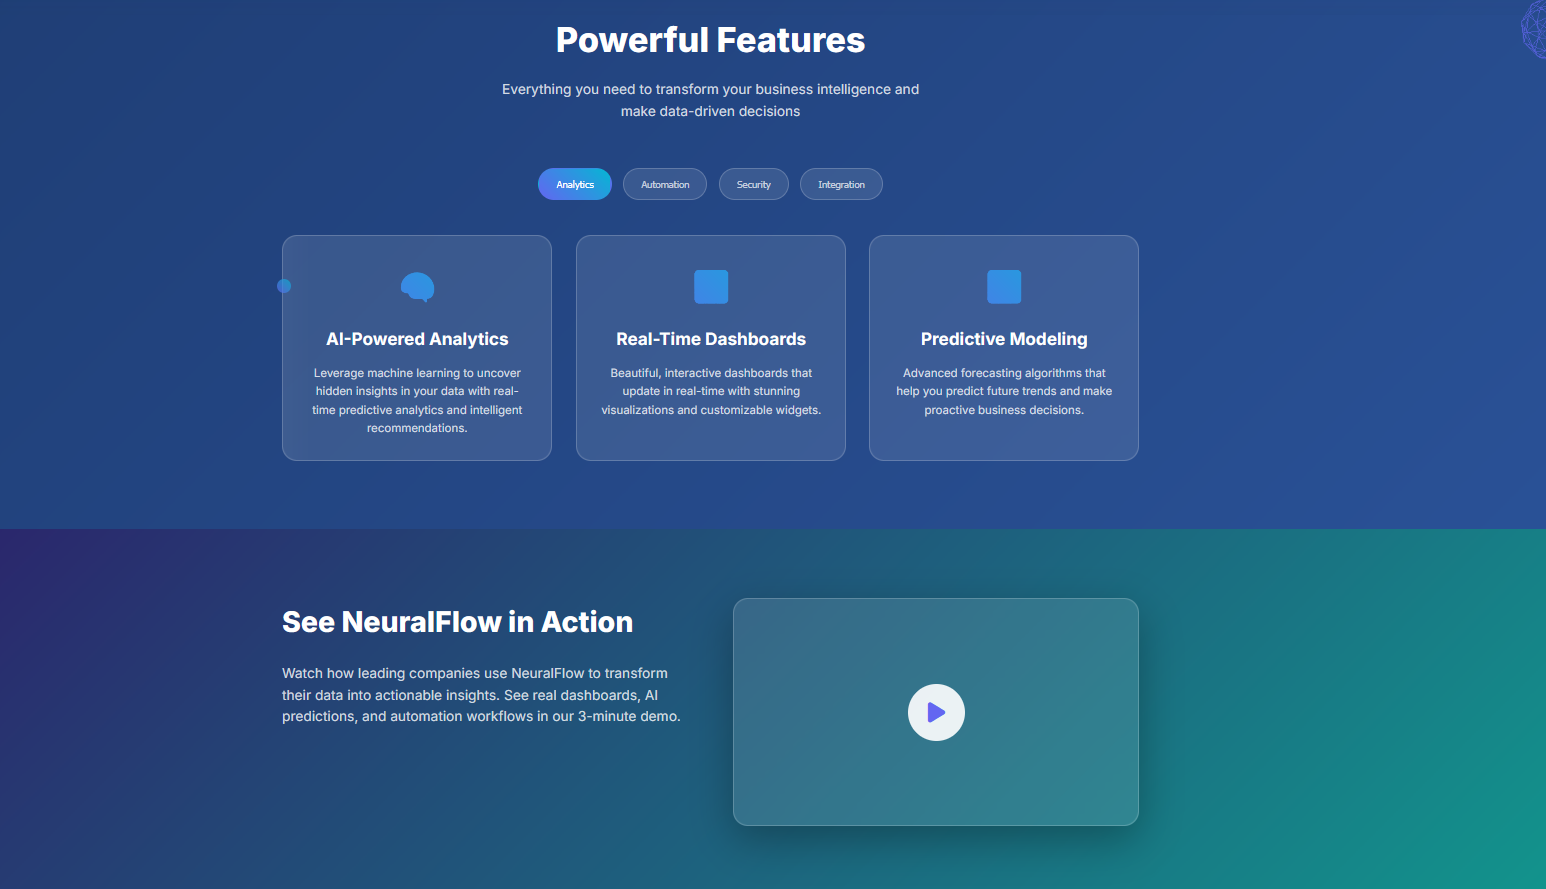 Powerful Features
Everything you need to transform your business intelligence and
make data-driven decisions
Analytics
Automation
Security
Integration
AI-Powered Analytics
Leverage machine learning to uncover
hidden insights in your data with real-
time predictive analytics and intelligent
recommendations.
Real-Time Dashboards
Beautiful, interactive dashboards that
update in real-time with stunning
visualizations and customizable widgets.
Predictive Modeling
Advanced forecasting algorithms that
help you predict future trends and make
proactive business decisions.
See NeuralFlow in Action
Watch how leading companies use NeuralFlow to transform
their data into actionable insights. See real dashboards, AI
predictions, and automation workflows in our 3-minute demo.